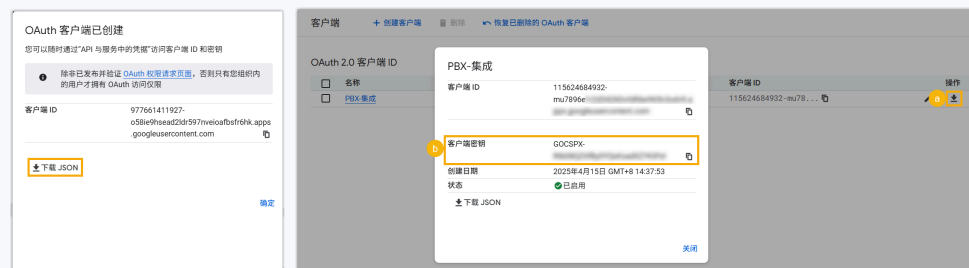 OAuth 客户端已创建
您可以随时通过“API 与服务中的凭据”访问客户端 ID 和密钥
除非已发布并验证 OAuth 权限请求页面，否则只有您组织内
的用户才拥有 OAuth 访问权限
客户端 ID
977661411927-
o58ie9hsead2ldr597nveioafbsfr6hk.apps
.googleusercontent.com
下载 JSON
确定
客户端
+ 创建客户端
删除
恢复已删除的 OAuth 客户端
OAuth 2.0 客户端 ID
名称
客户端 ID
操作
PBX-集成
115624684932-mu78...
a
PBX-集成
客户端 ID
115624684932-
mu7896e
b
客户端密钥
GOCSPX-
创建日期
2025年4月15日 GMT+8 14:37:53
状态
已启用
下载 JSON
关闭